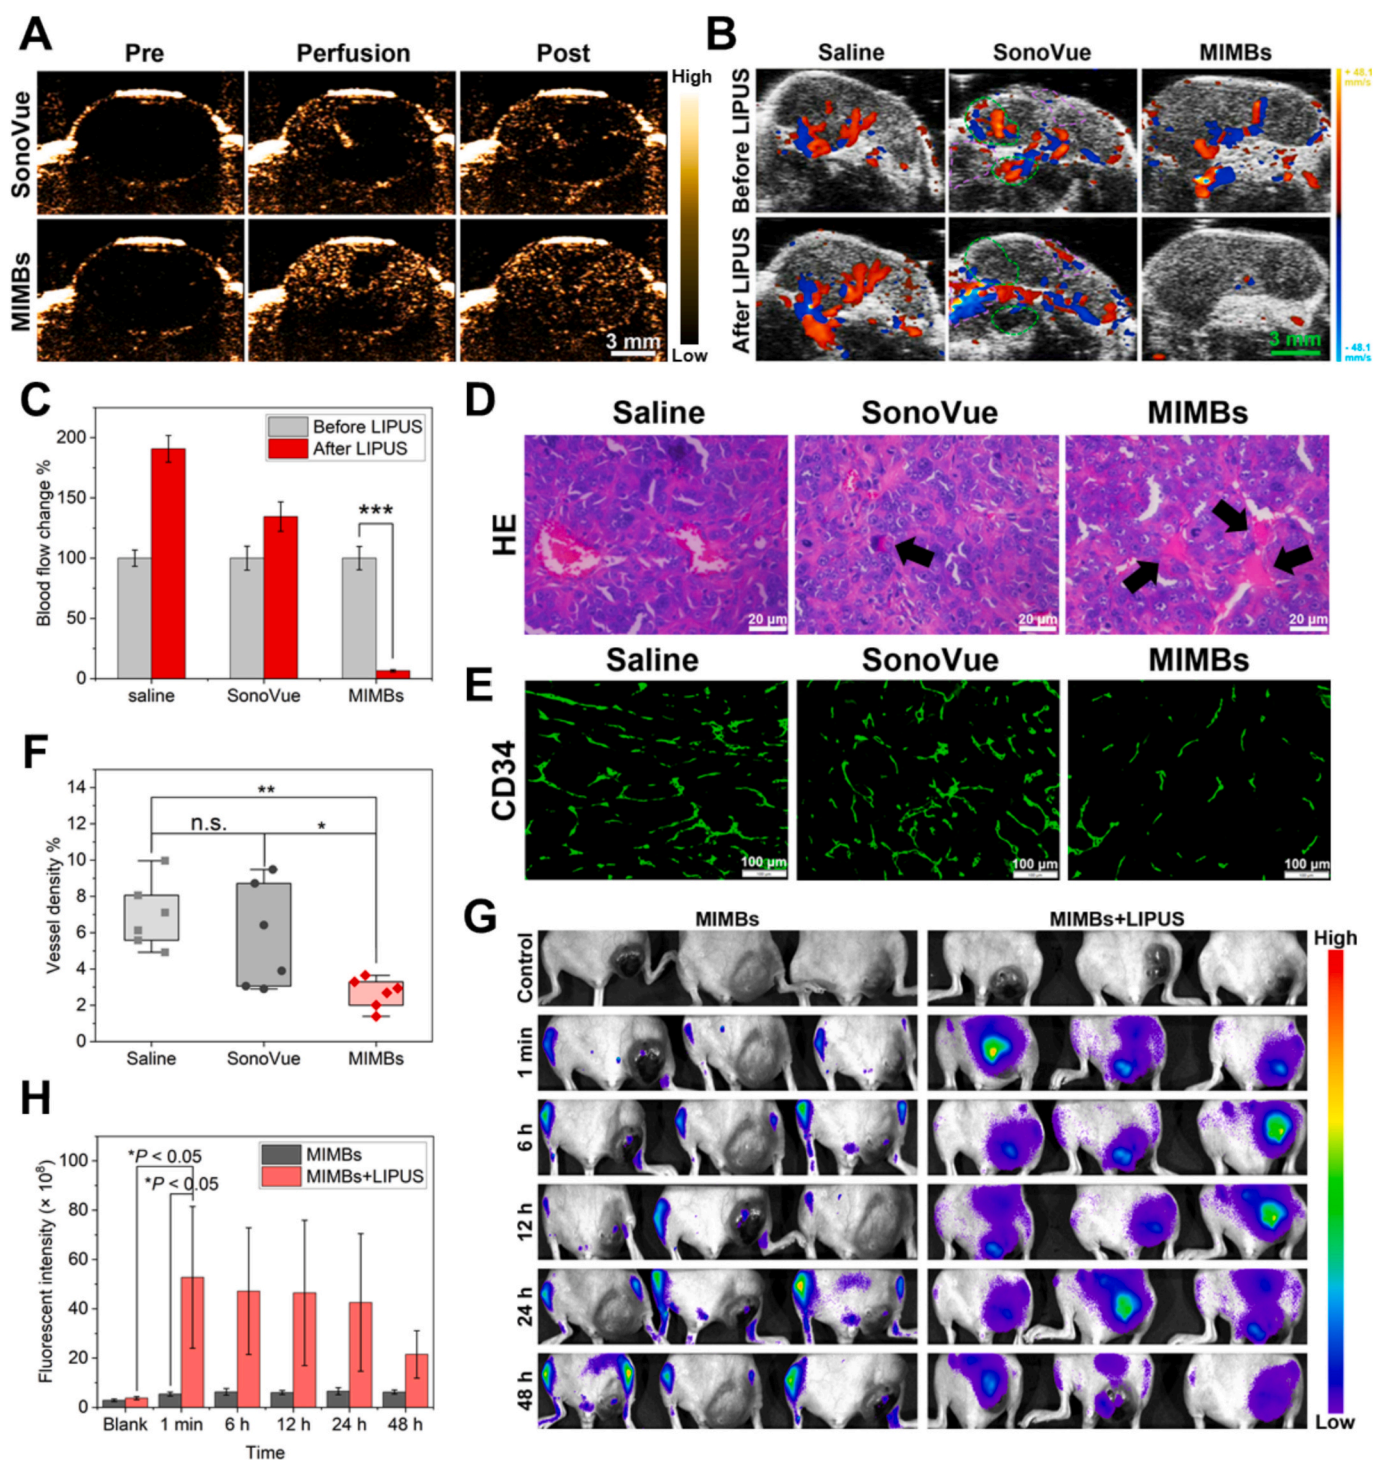 A
Pre Perfusion Post
SonoVue
MIMBs
High
Low
3 mm
B
Saline SonoVue MIMBs
Before LIPUS
After LIPUS
+ 48.1
mm/s
- 48.1
mm/s
3 mm
C
Blood flow change %
200
150
100
50
0
Before LIPUS
After LIPUS
***
saline SonoVue MIMBs
D
Saline SonoVue MIMBs
HE
20 µm 20 µm 20 µm
E
Saline SonoVue MIMBs
CD34
100 µm 100 µm 100 µm
F
Vessel density %
14
12
10
8
6
4
2
0
**
n.s. *
Saline SonoVue MIMBs
G
MIMBs MIMBs+LIPUS
Control
1 min
6 h
12 h
24 h
48 h
High
Low
H
Fluorescent intensity (× 10⁸)
100
80
60
40
20
0
*P < 0.05
*P < 0.05
MIMBs
MIMBs+LIPUS
Blank 1 min 6 h 12 h 24 h 48 h
Time